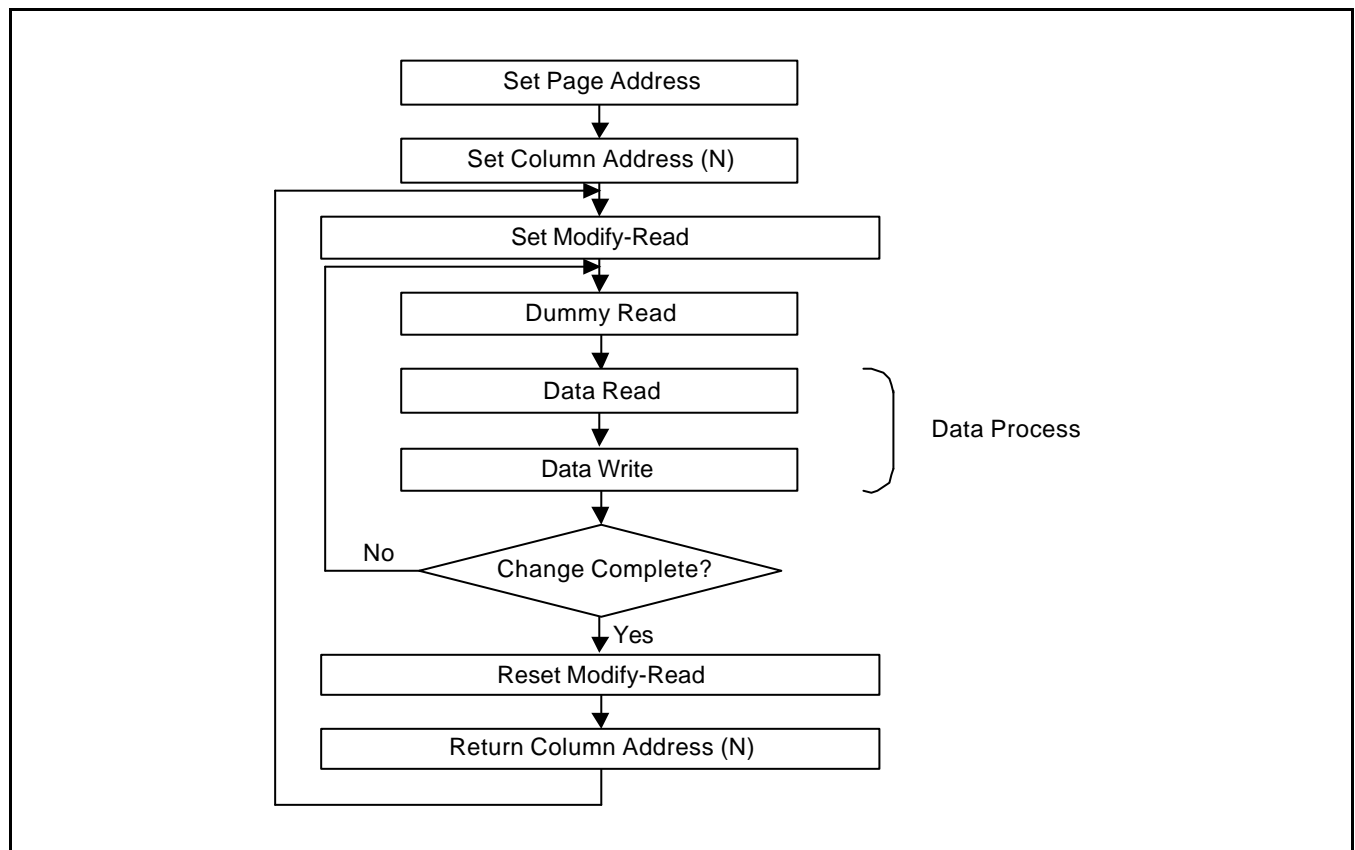 Set Page Address
Set Column Address (N)
Set Modify-Read
Dummy Read
Data Read
Data Process
Data Write
No
Change Complete?
Yes
Reset Modify-Read
Return Column Address (N)